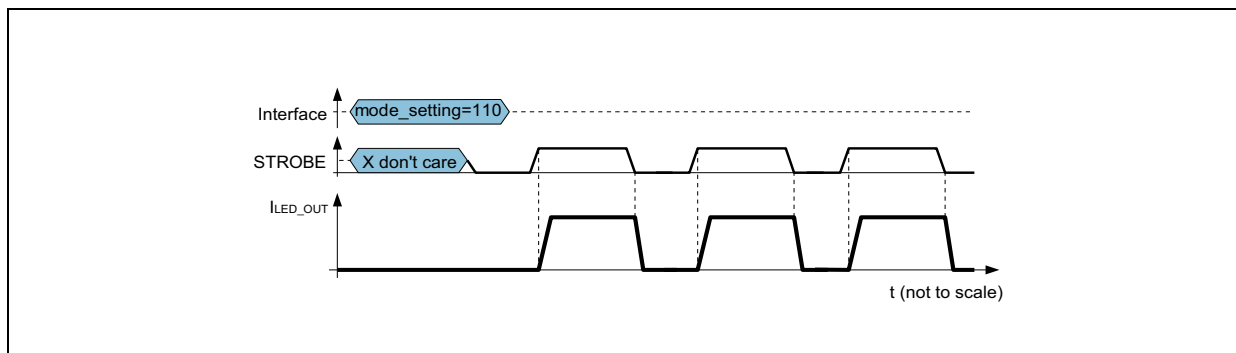 Interface
mode_setting=110
STROBE
X don't care
ILED_OUT
t (not to scale)